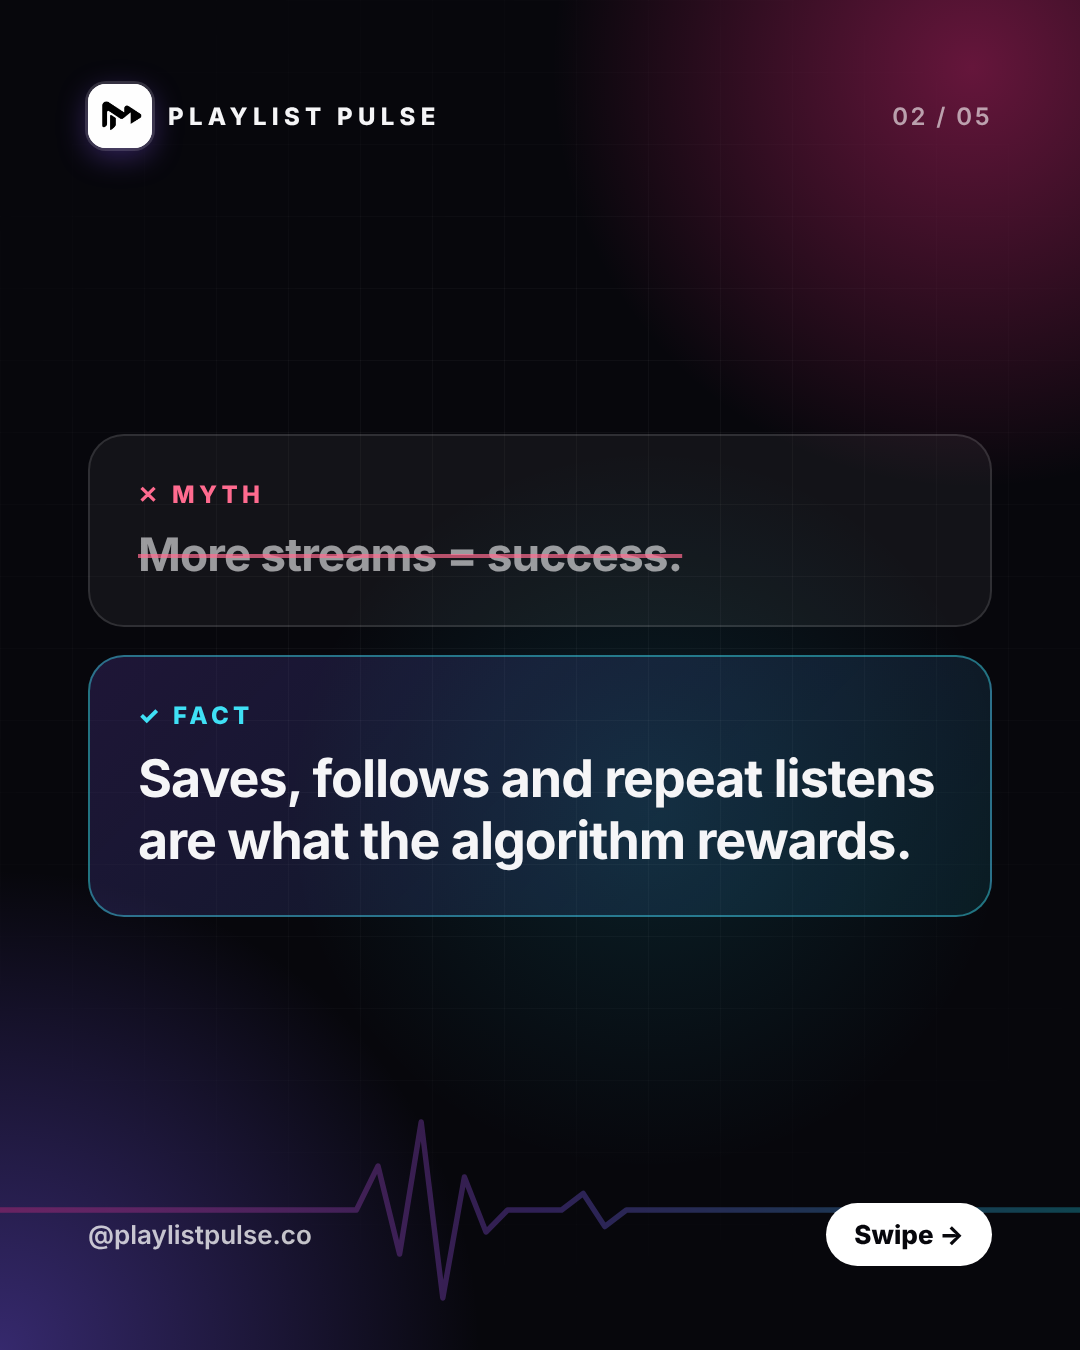 PLAYLIST PULSE
02 / 05
✕ MYTH
More streams = success.
✓ FACT
Saves, follows and repeat listens
are what the algorithm rewards.
@playlistpulse.co
Swipe →